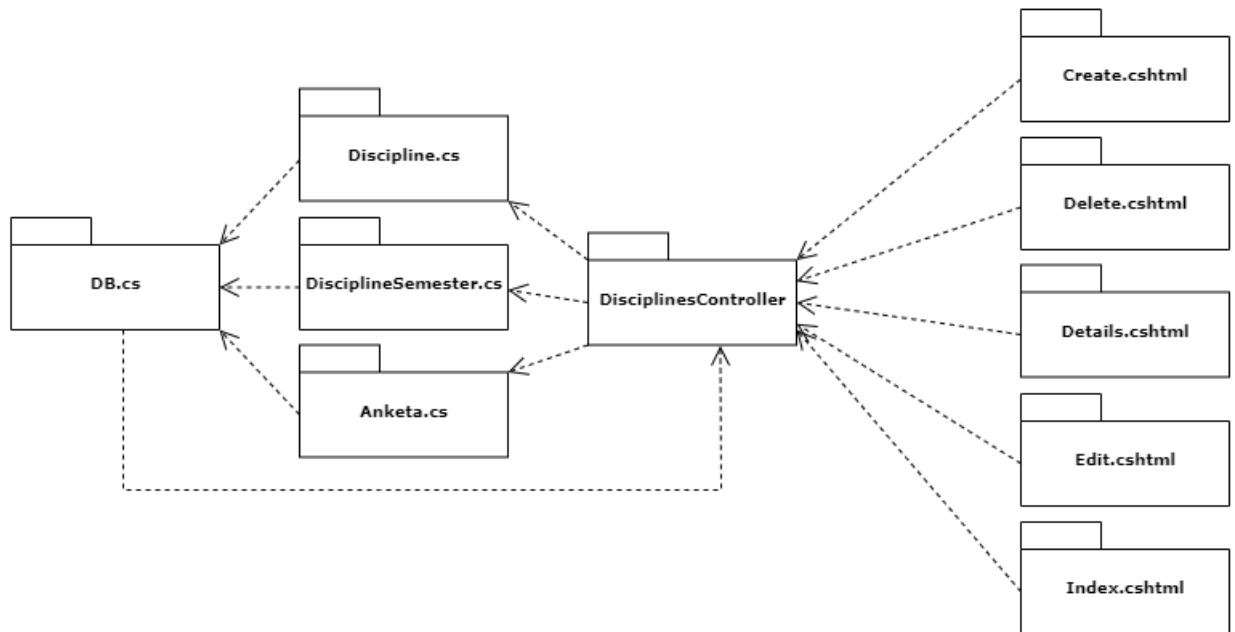 DB.cs
Discipline.cs
DisciplineSemester.cs
Anketa.cs
DisciplinesController
Create.cshtml
Delete.cshtml
Details.cshtml
Edit.cshtml
Index.cshtml